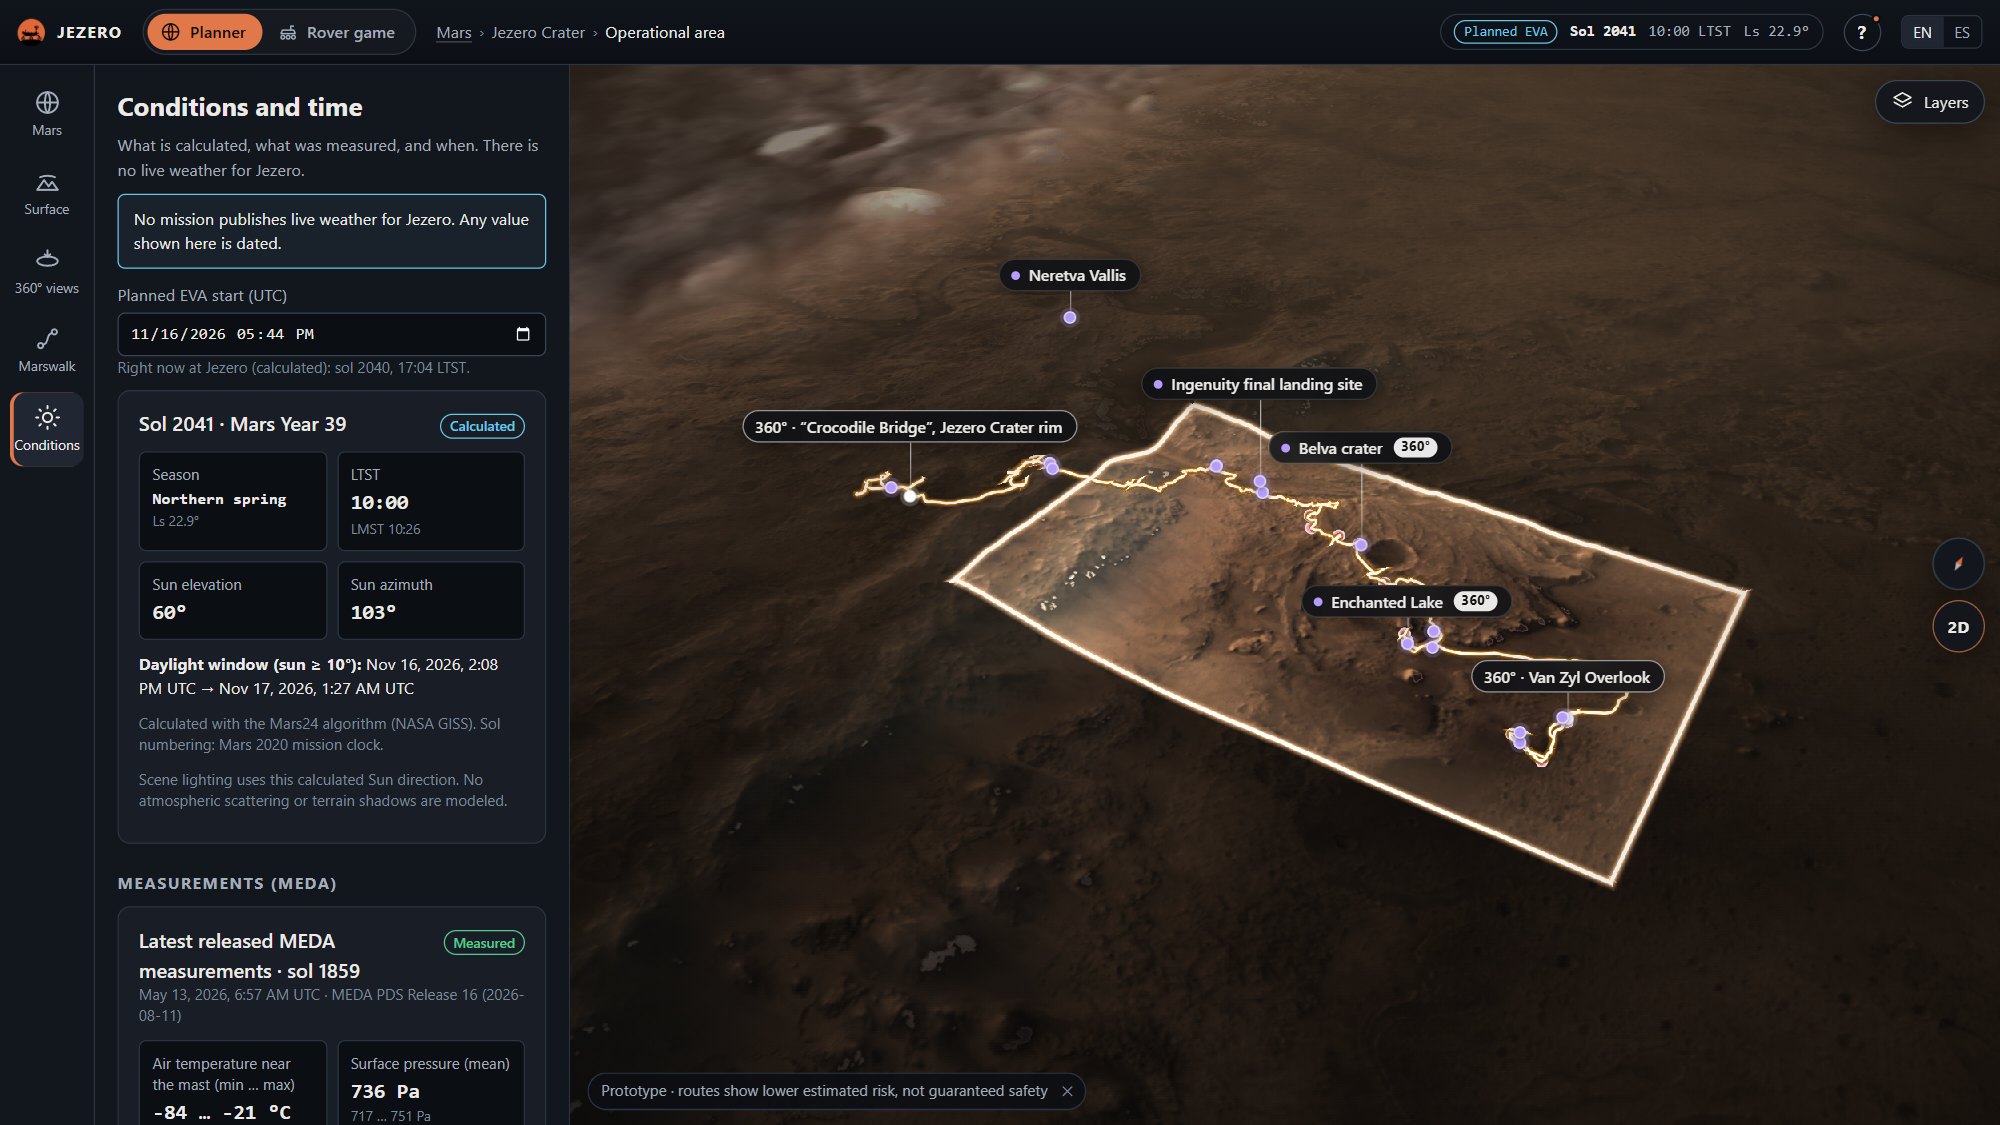 JEZERO
Planner
Rover game
Mars › Jezero Crater › Operational area
Planned EVA Sol 2041 10:00 LTST Ls 22.9°
?
EN ES
Mars
Surface
360° views
Marswalk
Conditions
Conditions and time
What is calculated, what was measured, and when. There is
no live weather for Jezero.
No mission publishes live weather for Jezero. Any value
shown here is dated.
Planned EVA start (UTC)
11/16/2026 05:44 PM
Right now at Jezero (calculated): sol 2040, 17:04 LTST.
Sol 2041 · Mars Year 39
Calculated
Season
Northern spring
Ls 22.9°
LTST
10:00
LMST 10:26
Sun elevation
60°
Sun azimuth
103°
Daylight window (sun ≥ 10°): Nov 16, 2026, 2:08
PM UTC → Nov 17, 2026, 1:27 AM UTC
Calculated with the Mars24 algorithm (NASA GISS). Sol
numbering: Mars 2020 mission clock.
Scene lighting uses this calculated Sun direction. No
atmospheric scattering or terrain shadows are modeled.
MEASUREMENTS (MEDA)
Latest released MEDA
measurements · sol 1859
Measured
May 13, 2026, 6:57 AM UTC · MEDA PDS Release 16 (2026-
08-11)
Air temperature near
the mast (min … max)
-84 … -21 °C
Surface pressure (mean)
736 Pa
717 … 751 Pa
Layers
Neretva Vallis
Ingenuity final landing site
360° · “Crocodile Bridge”, Jezero Crater rim
Belva crater 360°
Enchanted Lake 360°
360° · Van Zyl Overlook
2D
Prototype · routes show lower estimated risk, not guaranteed safety